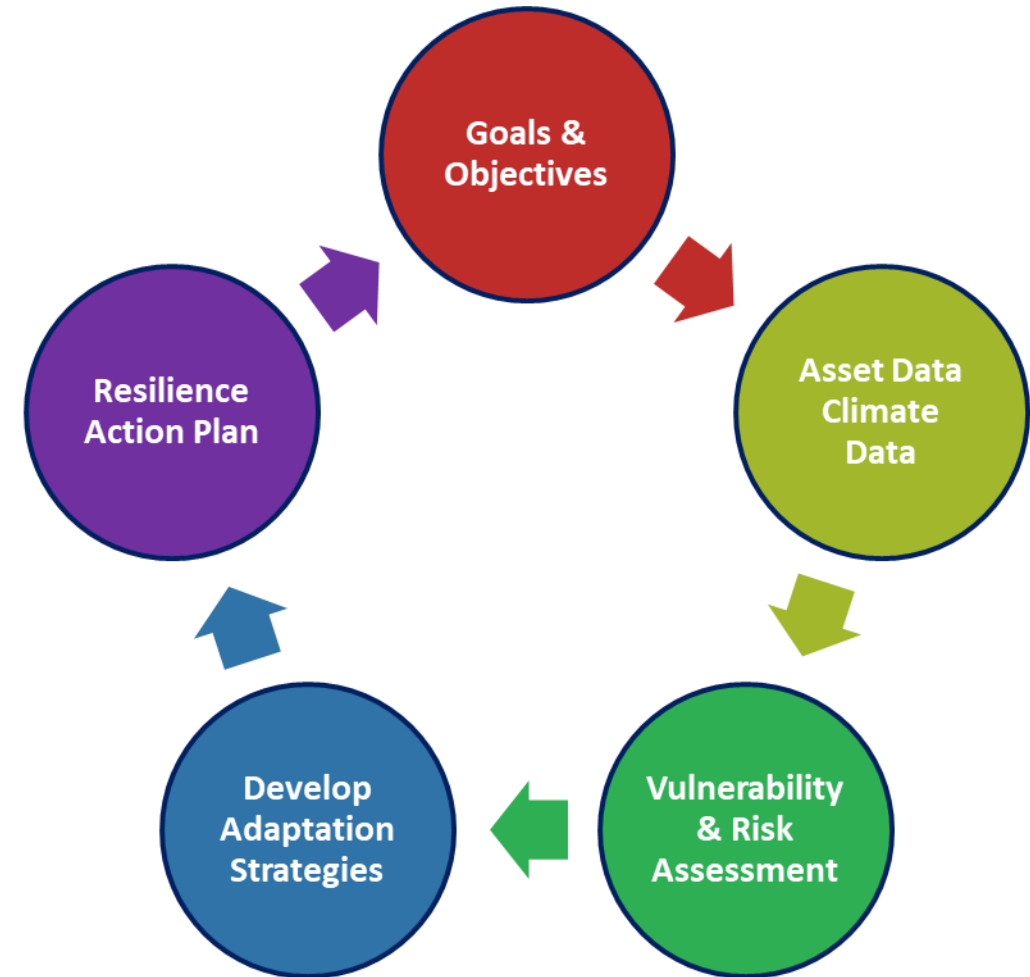 Goals &
Objectives
Asset Data
Climate
Data
Vulnerability
& Risk
Assessment
Develop
Adaptation
Strategies
Resilience
Action Plan